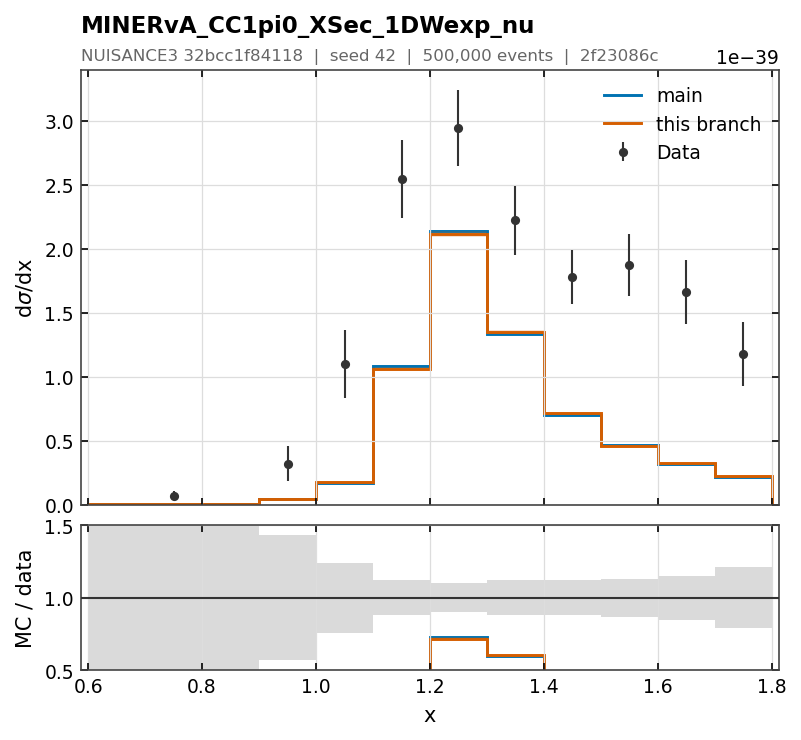 MINERvA_CC1pi0_XSec_1DWexp_nu
NUISANCE3 32bcc1f84118 | seed 42 | 500,000 events | 2f23086c
1e−39
main
this branch
Data
dσ/dx
3.0
2.5
2.0
1.5
1.0
0.5
0.0
MC / data
1.5
1.0
0.5
0.6 0.8 1.0 1.2 1.4 1.6 1.8
x